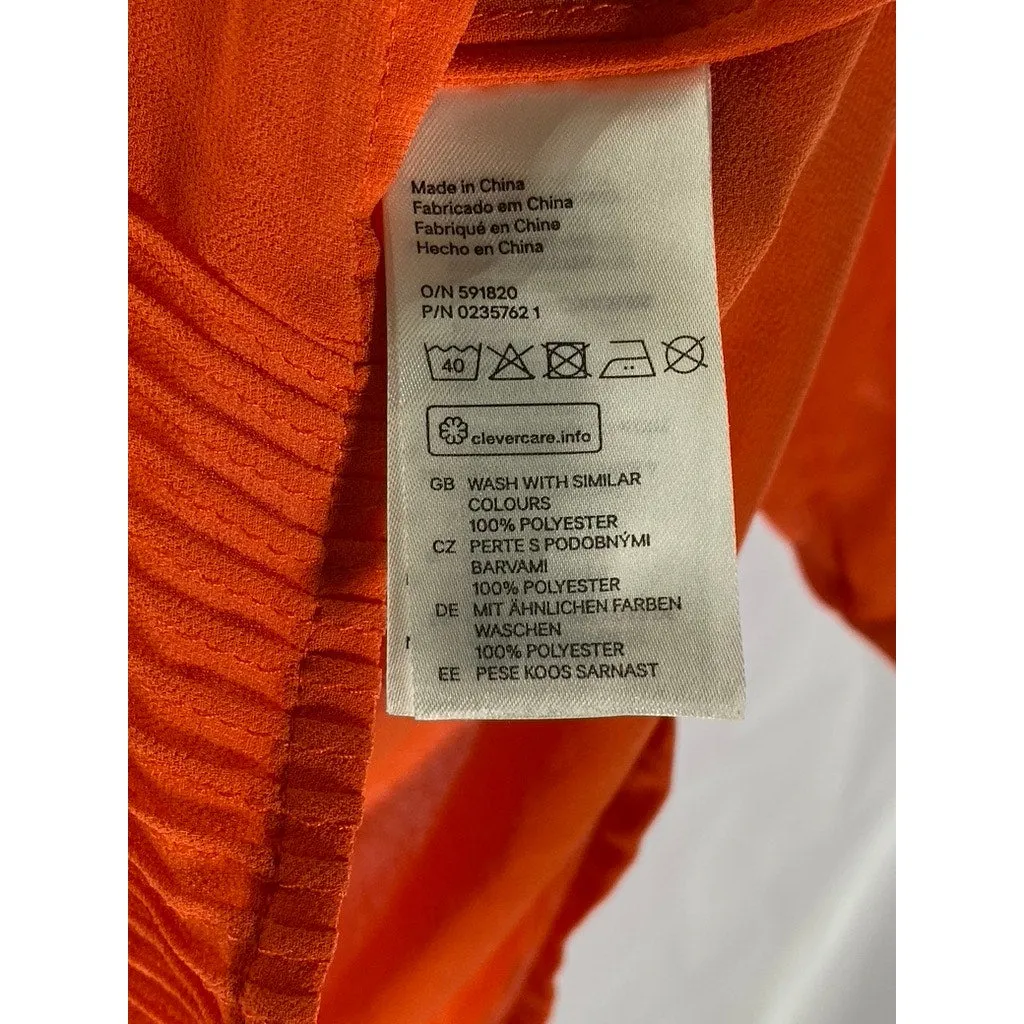 Made in China
Fabricado em China
Fabriqué en Chine
Hecho en China
O/N 591820
P/N 0235762 1
40
clevercare.info
GB WASH WITH SIMILAR
COLOURS
100% POLYESTER
CZ PERTE S PODOBNÝMI
BARVAMI
100% POLYESTER
DE MIT ÄHNLICHEN FARBEN
WASCHEN
100% POLYESTER
EE PESE KOOS SARNAST